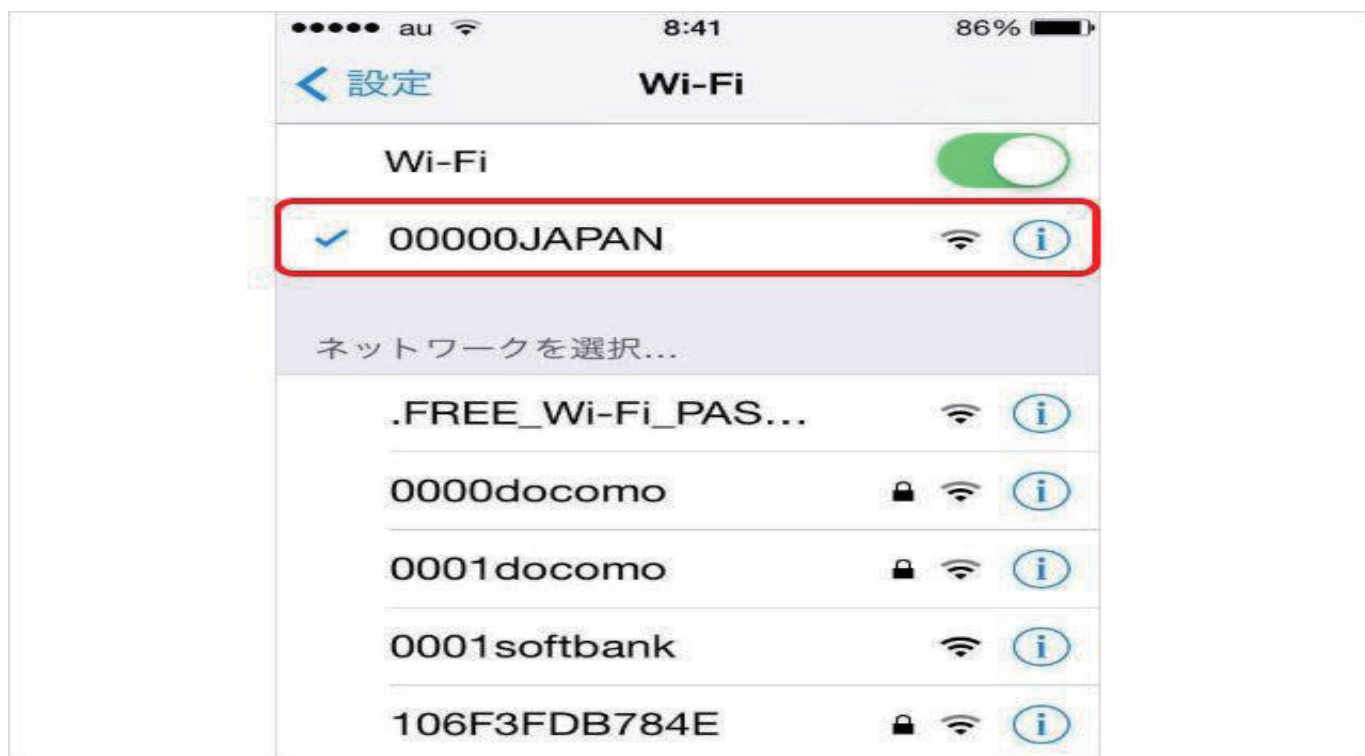 au 8:41 86%
設定 Wi-Fi
Wi-Fi
00000JAPAN
ネットワークを選択...
.FREE_Wi-Fi_PAS...
0000docomo
0001docomo
0001softbank
106F3FDB784E